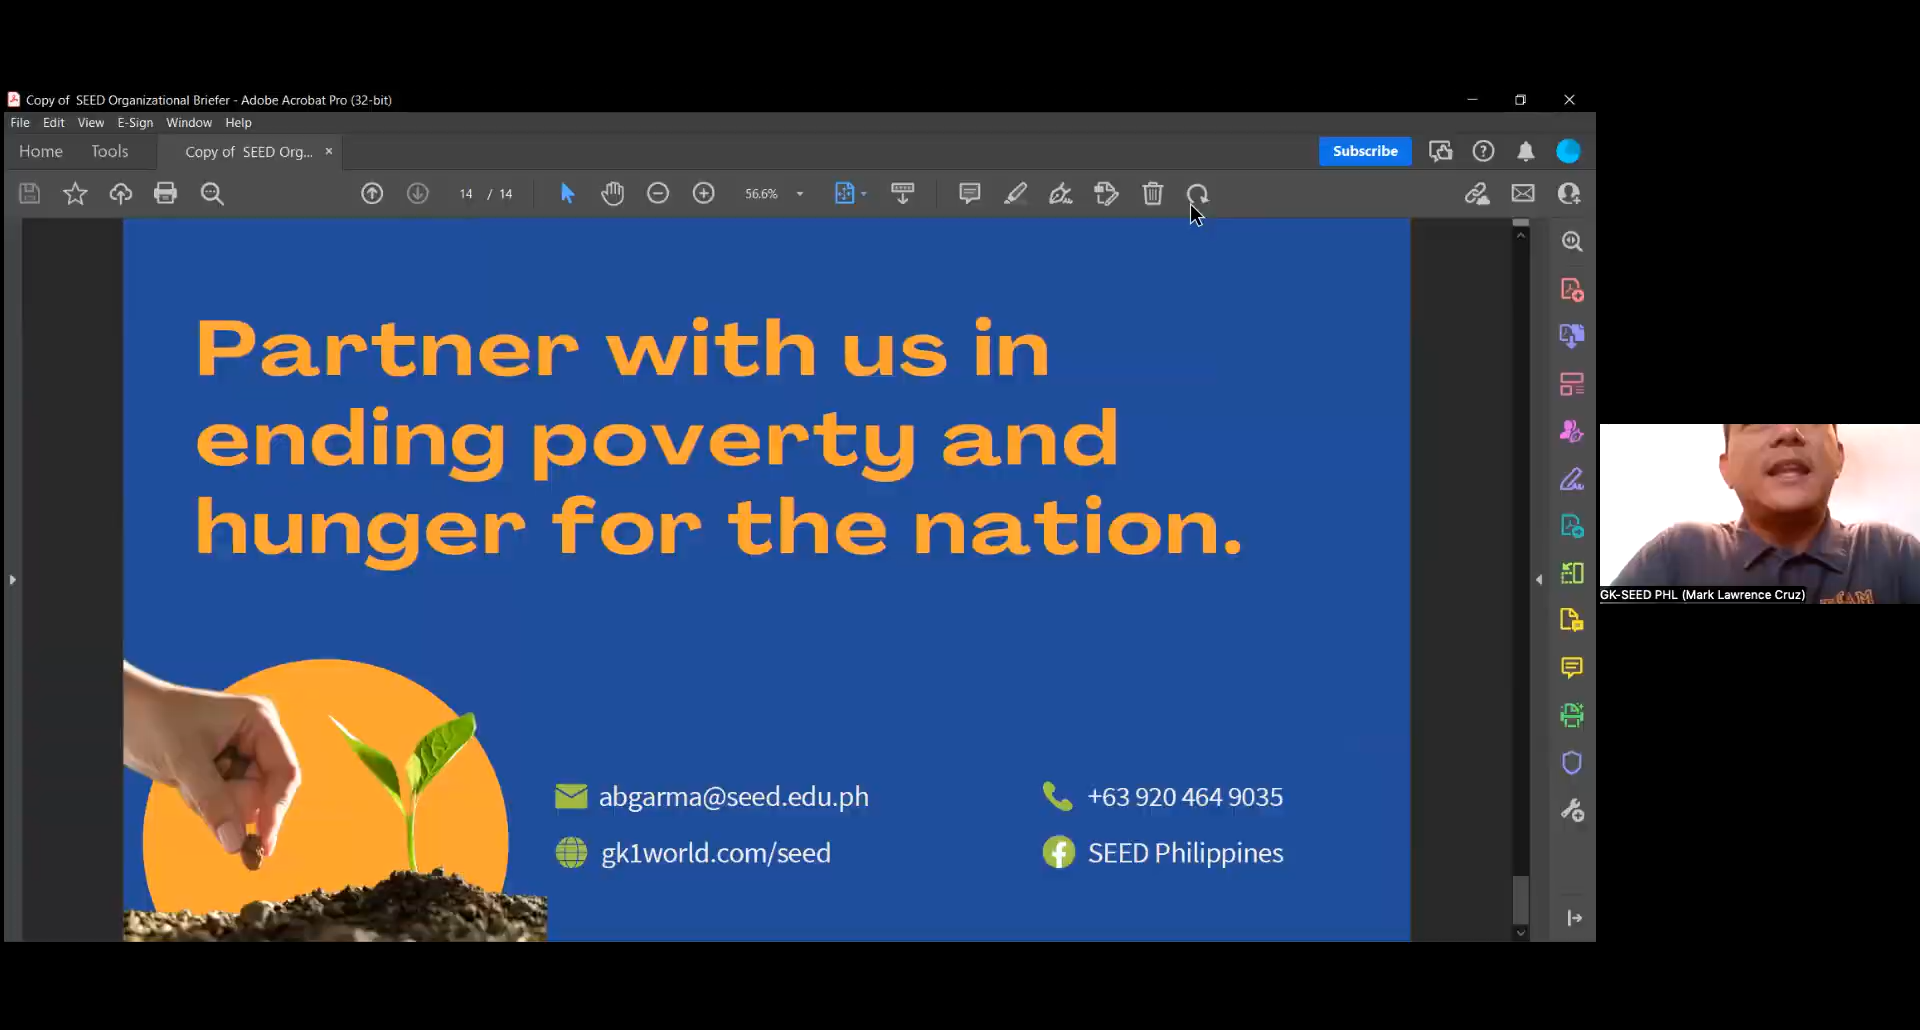 Copy of SEED Organizational Briefer - Adobe Acrobat Pro (32-bit)
File Edit View E-Sign Window Help
Home Tools Copy of SEED Org... ×
Subscribe
14 / 14
56.6%
Partner with us in
ending poverty and
hunger for the nation.
abgarma@seed.edu.ph
+63 920 464 9035
gk1world.com/seed
SEED Philippines
GK-SEED PHL (Mark Lawrence Cruz)